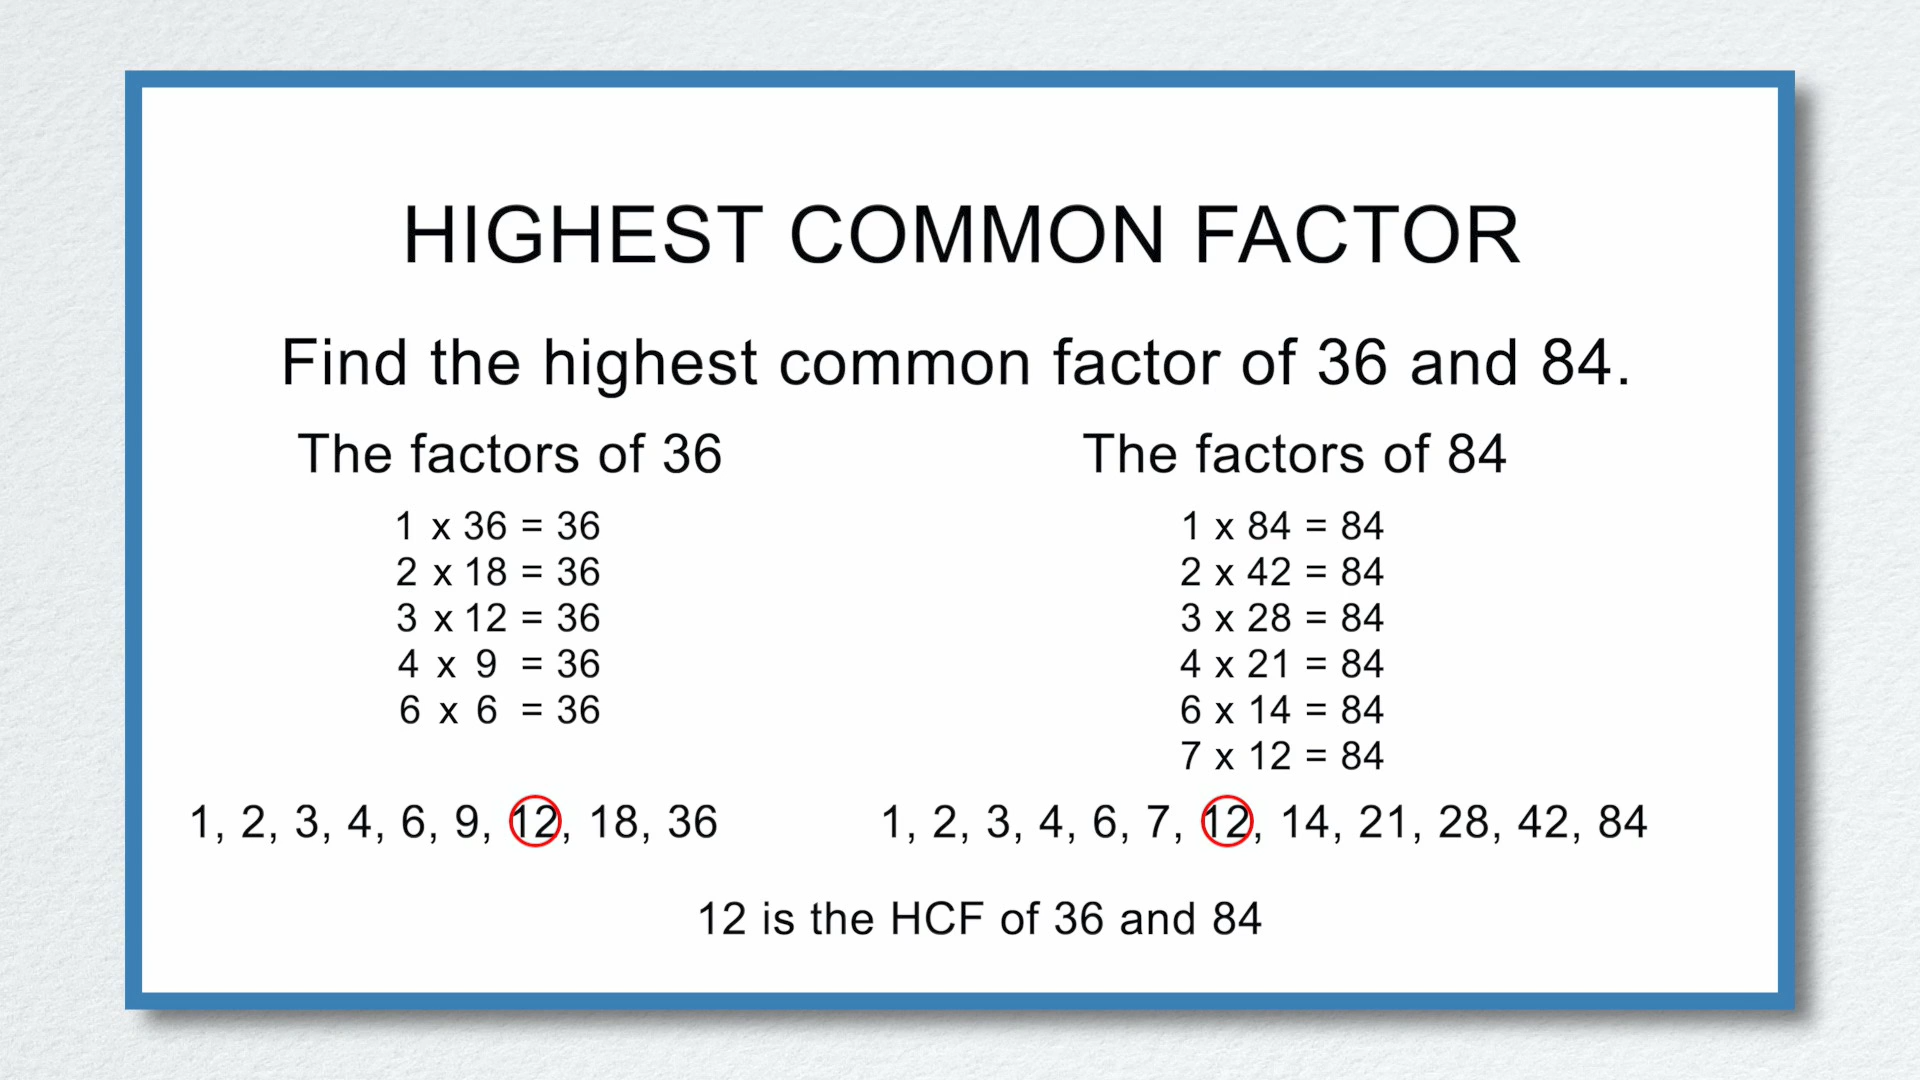 HIGHEST COMMON FACTOR
Find the highest common factor of 36 and 84.
The factors of 36
1 x 36 = 36
2 x 18 = 36
3 x 12 = 36
4 x 9 = 36
6 x 6 = 36
1, 2, 3, 4, 6, 9, 12, 18, 36
The factors of 84
1 x 84 = 84
2 x 42 = 84
3 x 28 = 84
4 x 21 = 84
6 x 14 = 84
7 x 12 = 84
1, 2, 3, 4, 6, 7, 12, 14, 21, 28, 42, 84
12 is the HCF of 36 and 84